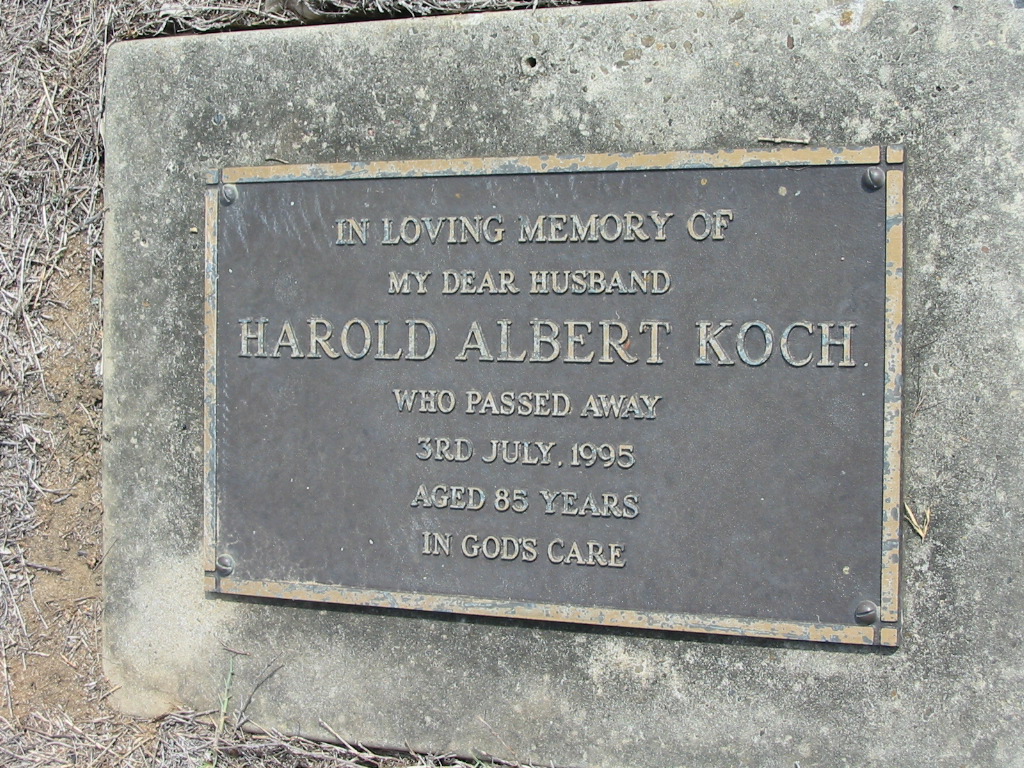 IN LOVING MEMORY OF
MY DEAR HUSBAND
HAROLD ALBERT KOCH
WHO PASSED AWAY
3RD JULY, 1995
AGED 85 YEARS
IN GOD'S CARE